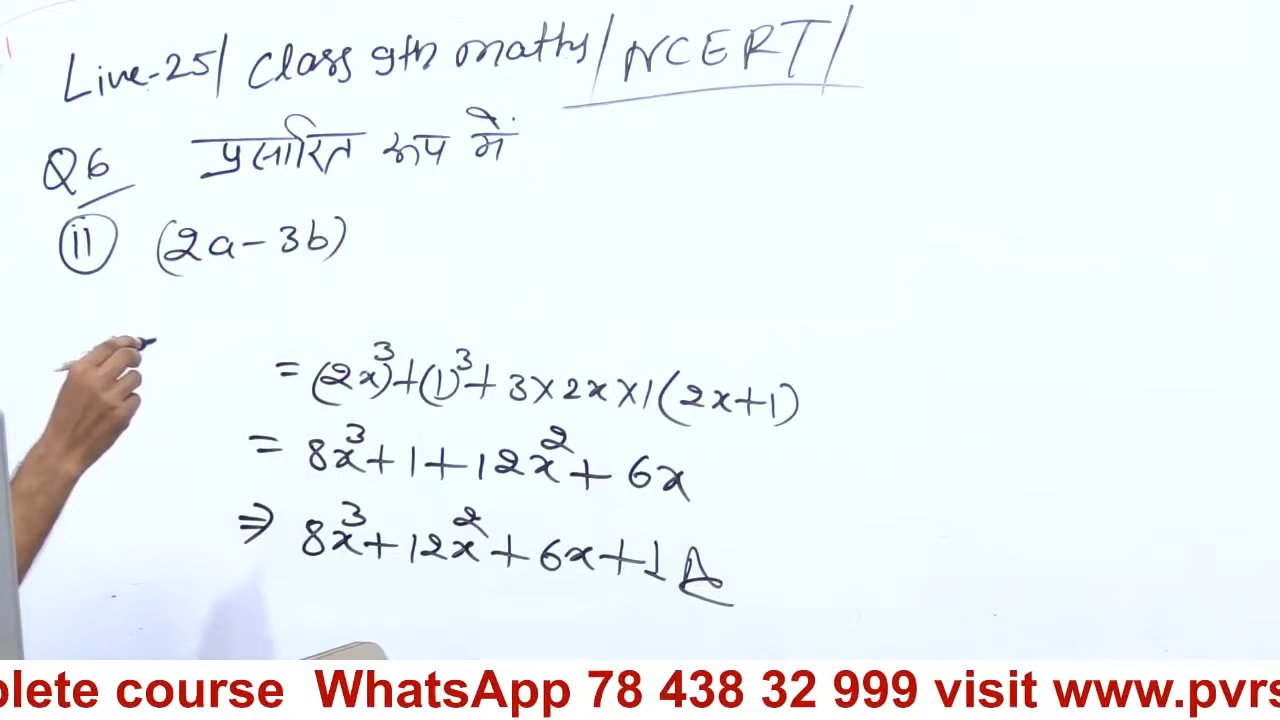 Live-25/ Class 9th maths/NCERT/
Q6 प्रसारित रूप में
(ii) (2a-3b)
= (2x)³+(1)³+3×2x×1(2x+1)
= 8x³+1+12x²+6x
⇒ 8x³+12x²+6x+1 A
plete course WhatsApp 78 438 32 999 visit www.pvrs